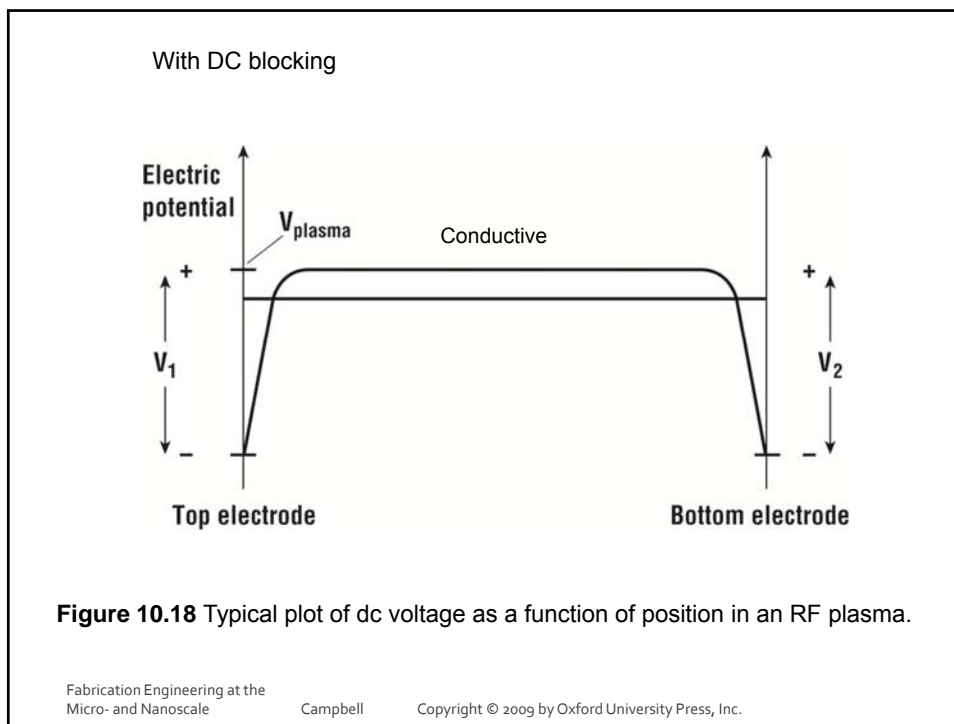 With DC blocking
Electric
potential
V_plasma
Conductive
+
+
V_1
V_2
–
–
Top electrode
Bottom electrode
Figure 10.18 Typical plot of dc voltage as a function of position in an RF plasma.
Fabrication Engineering at the
Micro- and Nanoscale
Campbell
Copyright © 2009 by Oxford University Press, Inc.